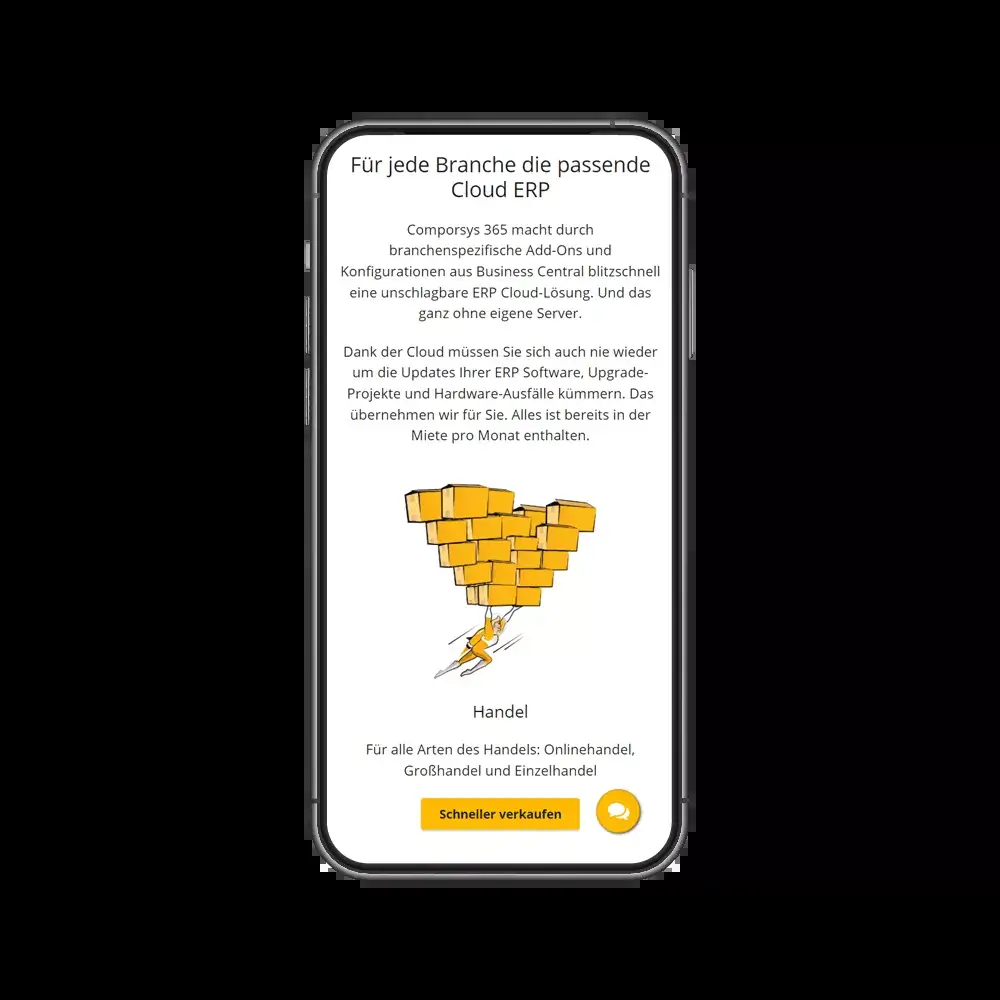 Für jede Branche die passende
Cloud ERP
Comporsys 365 macht durch
branchenspezifische Add-Ons und
Konfigurationen aus Business Central blitzschnell
eine unschlagbare ERP Cloud-Lösung. Und das
ganz ohne eigene Server.
Dank der Cloud müssen Sie sich auch nie wieder
um die Updates Ihrer ERP Software, Upgrade-
Projekte und Hardware-Ausfälle kümmern. Das
übernehmen wir für Sie. Alles ist bereits in der
Miete pro Monat enthalten.
Handel
Für alle Arten des Handels: Onlinehandel,
Großhandel und Einzelhandel
Schneller verkaufen